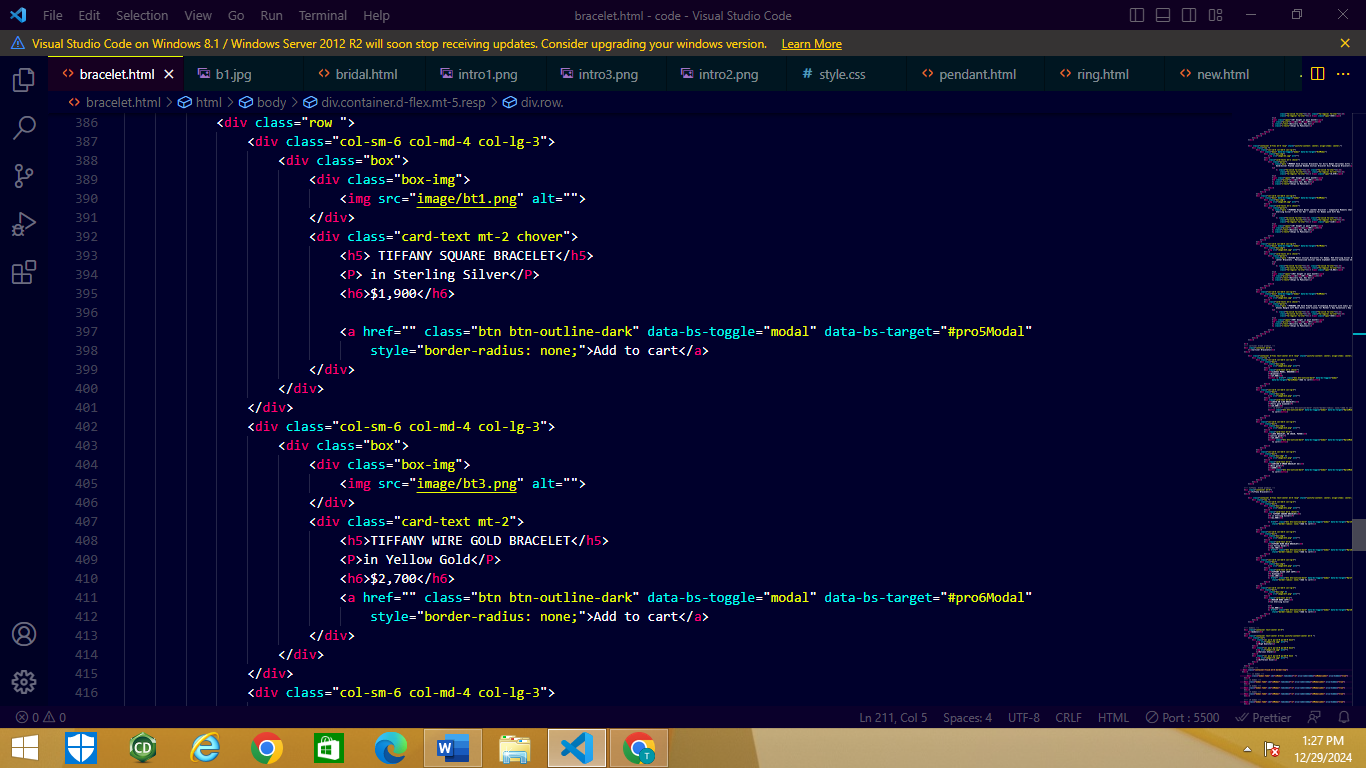 File Edit Selection View Go Run Terminal Help bracelet.html - code - Visual Studio Code
Visual Studio Code on Windows 8.1 / Windows Server 2012 R2 will soon stop receiving updates. Consider upgrading your windows version. Learn More
bracelet.html b1.jpg bridal.html intro1.png intro3.png intro2.png # style.css pendant.html ring.html new.html
bracelet.html > html > body > div.container.d-flex.mt-5.resp > div.row.
386 <div class="row ">
387 <div class="col-sm-6 col-md-4 col-lg-3">
388 <div class="box">
389 <div class="box-img">
390 <img src="image/bt1.png" alt="">
391 </div>
392 <div class="card-text mt-2 chover">
393 <h5> TIFFANY SQUARE BRACELET</h5>
394 <P> in Sterling Silver</P>
395 <h6>$1,900</h6>
396
397 <a href="" class="btn btn-outline-dark" data-bs-toggle="modal" data-bs-target="#pro5Modal"
398 style="border-radius: none;">Add to cart</a>
399 </div>
400 </div>
401 </div>
402 <div class="col-sm-6 col-md-4 col-lg-3">
403 <div class="box">
404 <div class="box-img">
405 <img src="image/bt3.png" alt="">
406 </div>
407 <div class="card-text mt-2">
408 <h5>TIFFANY WIRE GOLD BRACELET</h5>
409 <P>in Yellow Gold</P>
410 <h6>$2,700</h6>
411 <a href="" class="btn btn-outline-dark" data-bs-toggle="modal" data-bs-target="#pro6Modal"
412 style="border-radius: none;">Add to cart</a>
413 </div>
414 </div>
415 </div>
416 <div class="col-sm-6 col-md-4 col-lg-3">
0 0 Ln 211, Col 5 Spaces: 4 UTF-8 CRLF HTML Port : 5500 Prettier
CD W T 1:27 PM
12/29/2024